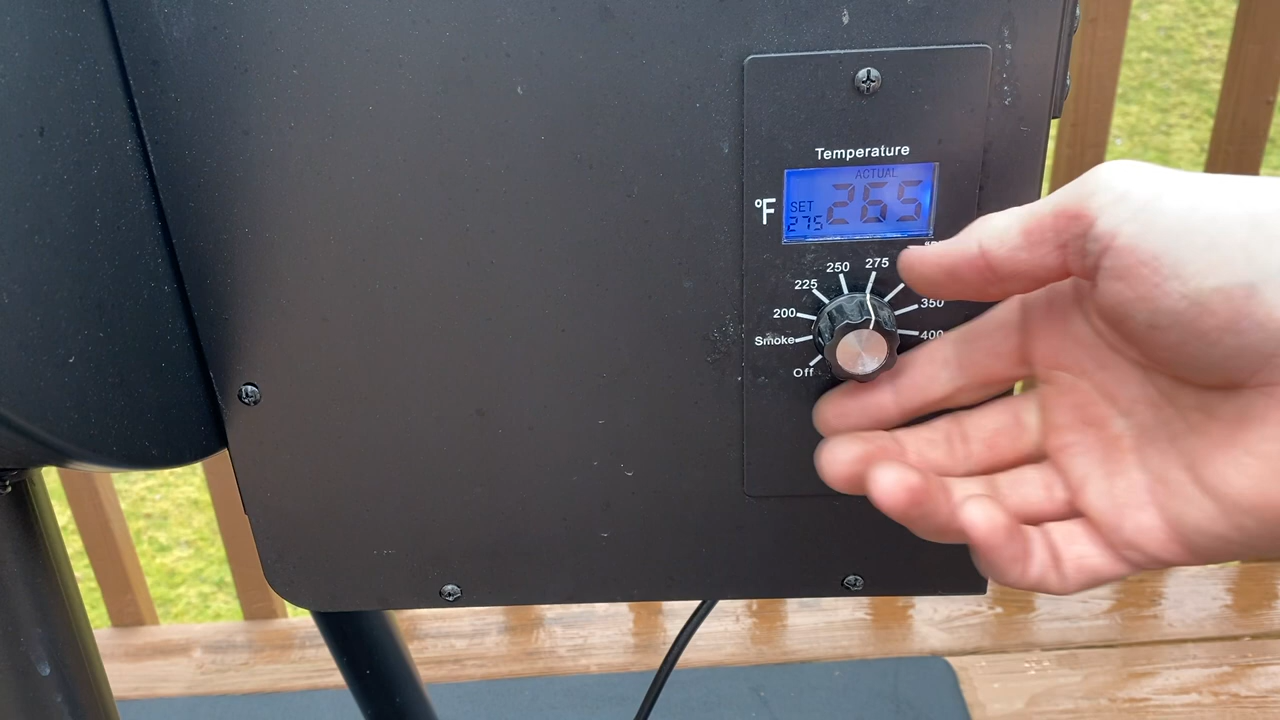 Temperature
ACTUAL
°F
SET
265
275
250 275
225
200
350
Smoke
400
Off